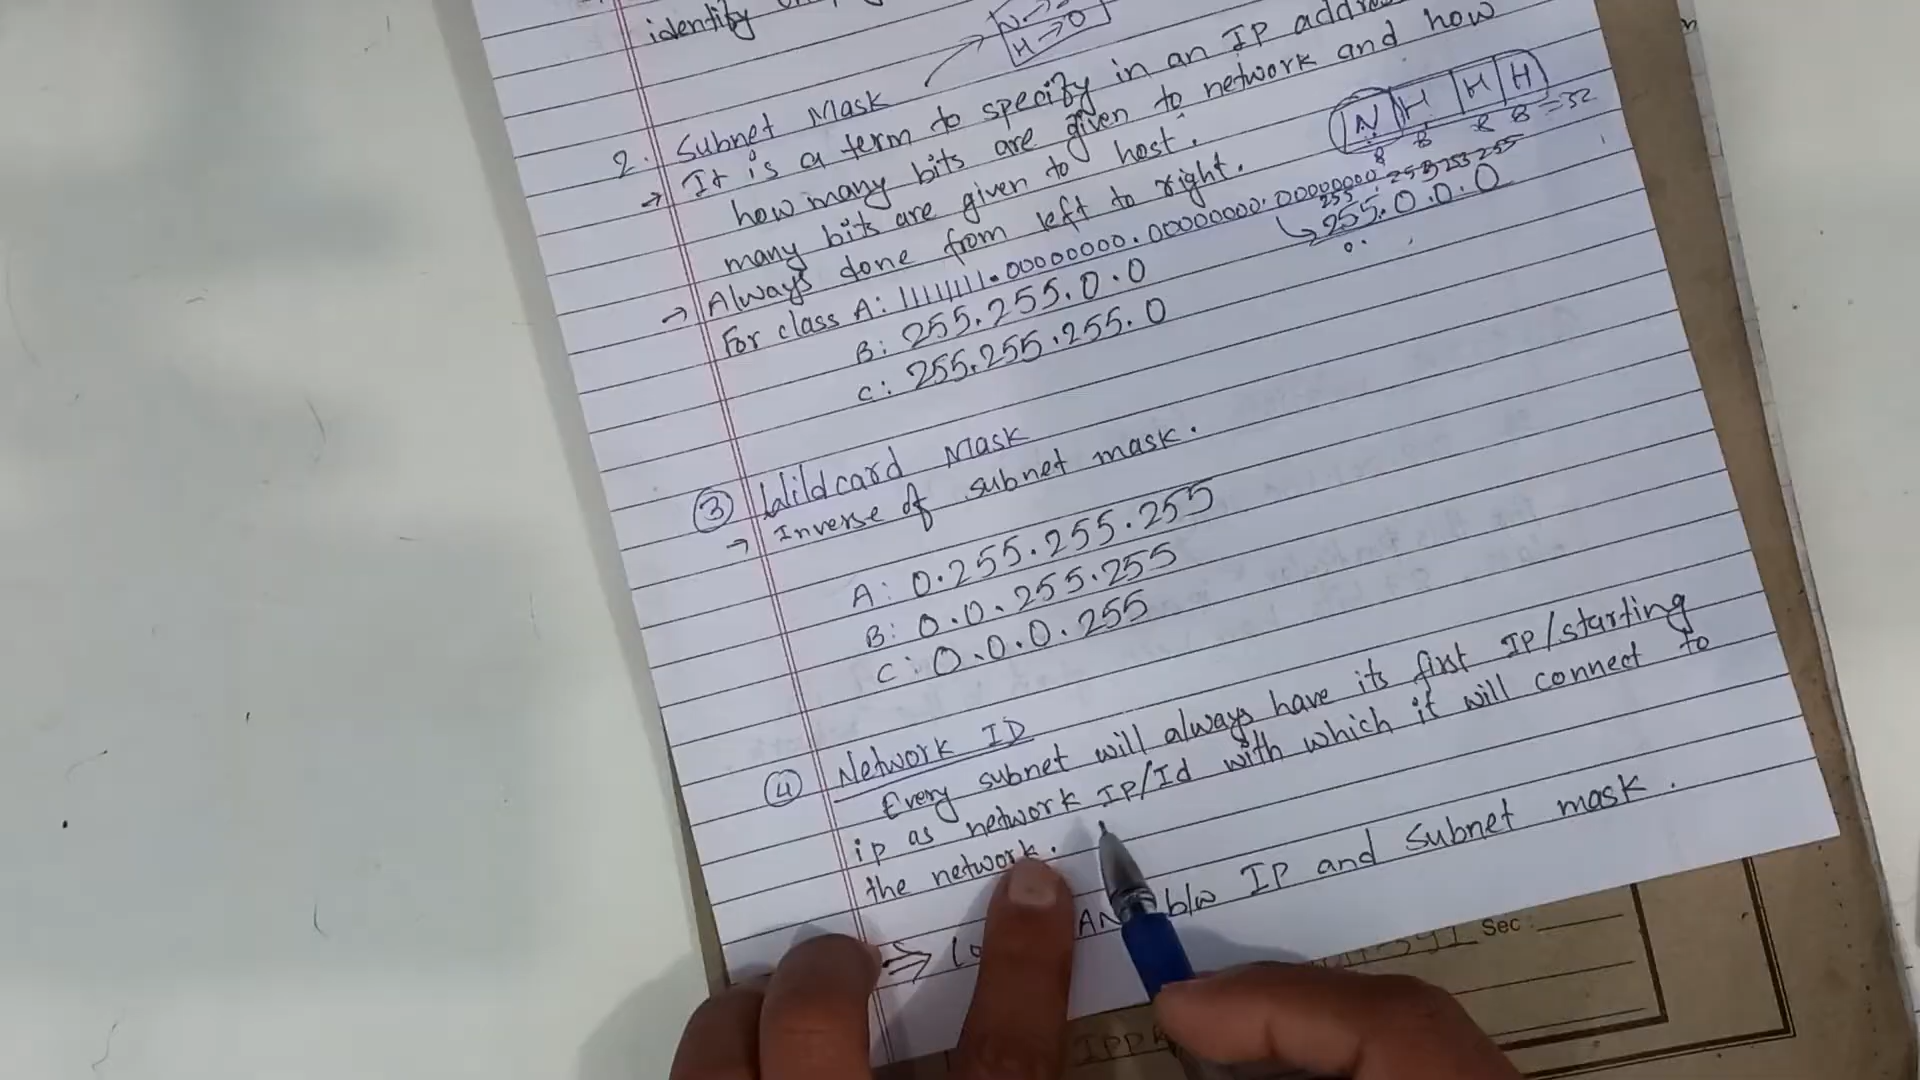 identify
N→
H→0
2. Subnet Mask
→ It is a term to specify in an IP address
how many bits are given to network and how
many bits are given to host.
→ Always done from left to right.
N H H H
8 8 8 8 = 32
255.255.255.255
For class A: 11111111.00000000.00000000.00000000
255.0.0.0
0.
B: 255.255.0.0
C: 255.255.255.0
③ Wildcard Mask
→ Inverse of subnet mask.
A: 0.255.255.255
B: 0.0.255.255
C: 0.0.0.255
④ Network ID
Every subnet will always have its first IP/starting
ip as network IP/Id with which it will connect to
the network.
⇒ b/w IP and subnet mask.
Sec: